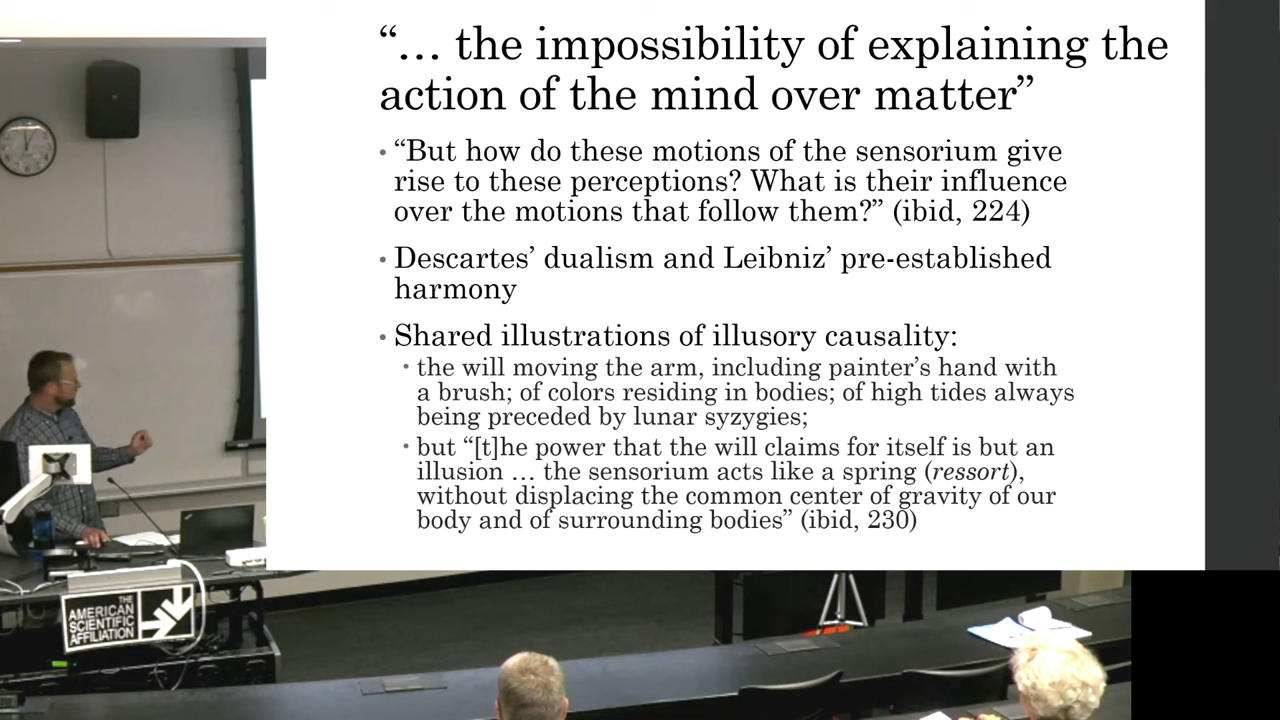 “… the impossibility of explaining the
action of the mind over matter”
• “But how do these motions of the sensorium give
rise to these perceptions? What is their influence
over the motions that follow them?” (ibid, 224)
• Descartes’ dualism and Leibniz’ pre-established
harmony
• Shared illustrations of illusory causality:
• the will moving the arm, including painter’s hand with
a brush; of colors residing in bodies; of high tides always
being preceded by lunar syzygies;
• but “[t]he power that the will claims for itself is but an
illusion … the sensorium acts like a spring (ressort),
without displacing the common center of gravity of our
body and of surrounding bodies” (ibid, 230)
THE
AMERICAN
SCIENTIFIC
AFFILIATION